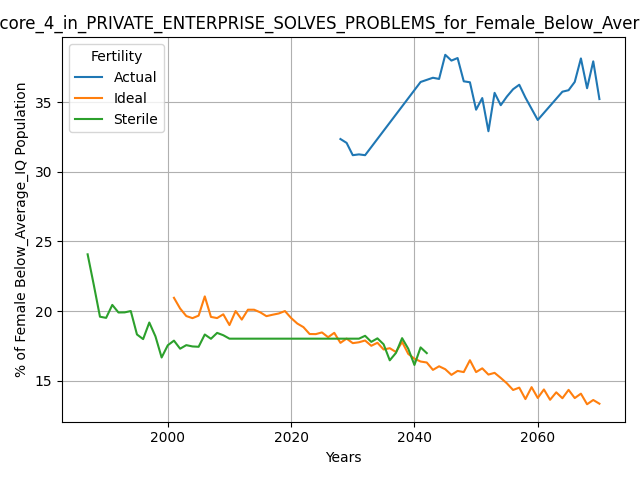 core_4_in_PRIVATE_ENTERPRISE_SOLVES_PROBLEMS_for_Female_Below_Aver
Fertility
Actual
Ideal
Sterile
% of Female Below_Average_IQ Population
35
30
25
20
15
2000
2020
2040
2060
Years